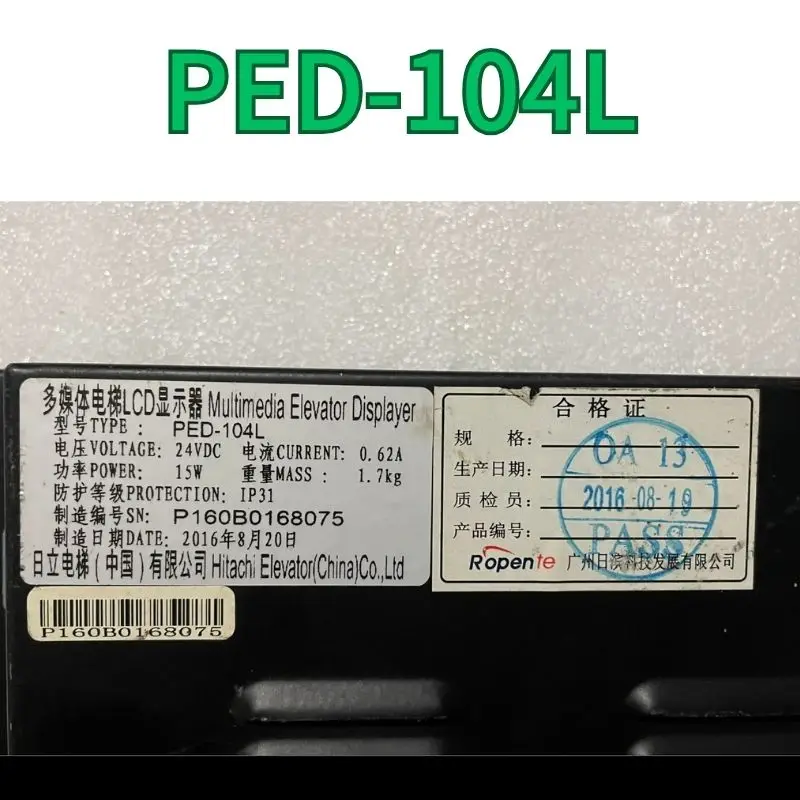 PED-104L
多媒体电梯LCD显示器 Multimedia Elevator Displayer
型号TYPE : PED-104L
电压VOLTAGE: 24VDC 电流CURRENT: 0.62A
功率POWER: 15W 重量MASS : 1.7kg
防护等级PROTECTION: IP31
制造编号SN: P160B0168075
制造日期DATE: 2016年8月20日
日立电梯(中国)有限公司Hitachi Elevator(China)Co.,Ltd
P160B0168075
合格证
规 格:
生产日期:
质检员:
产品编号:
QA 13
2016-08-19
PASS
Ropente 广州日滨科技发展有限公司